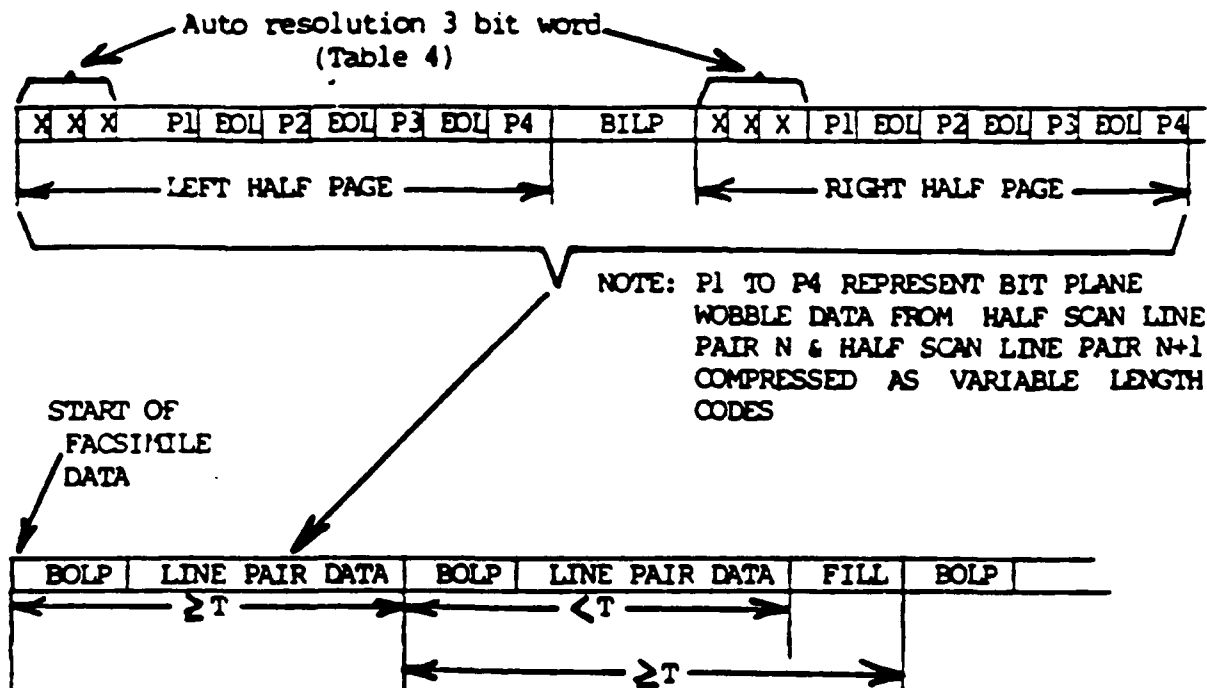 Auto resolution 3 bit word
(Table 4)
X X X P1 EOL P2 EOL P3 EOL P4 BILP X X X P1 EOL P2 EOL P3 EOL P4
LEFT HALF PAGE RIGHT HALF PAGE
NOTE: P1 TO P4 REPRESENT BIT PLANE
WOBBLE DATA FROM HALF SCAN LINE
PAIR N & HALF SCAN LINE PAIR N+1
COMPRESSED AS VARIABLE LENGTH
CODES
START OF
FACSIMILE
DATA
BOLP LINE PAIR DATA BOLP LINE PAIR DATA FILL BOLP
≥T <T
≥T